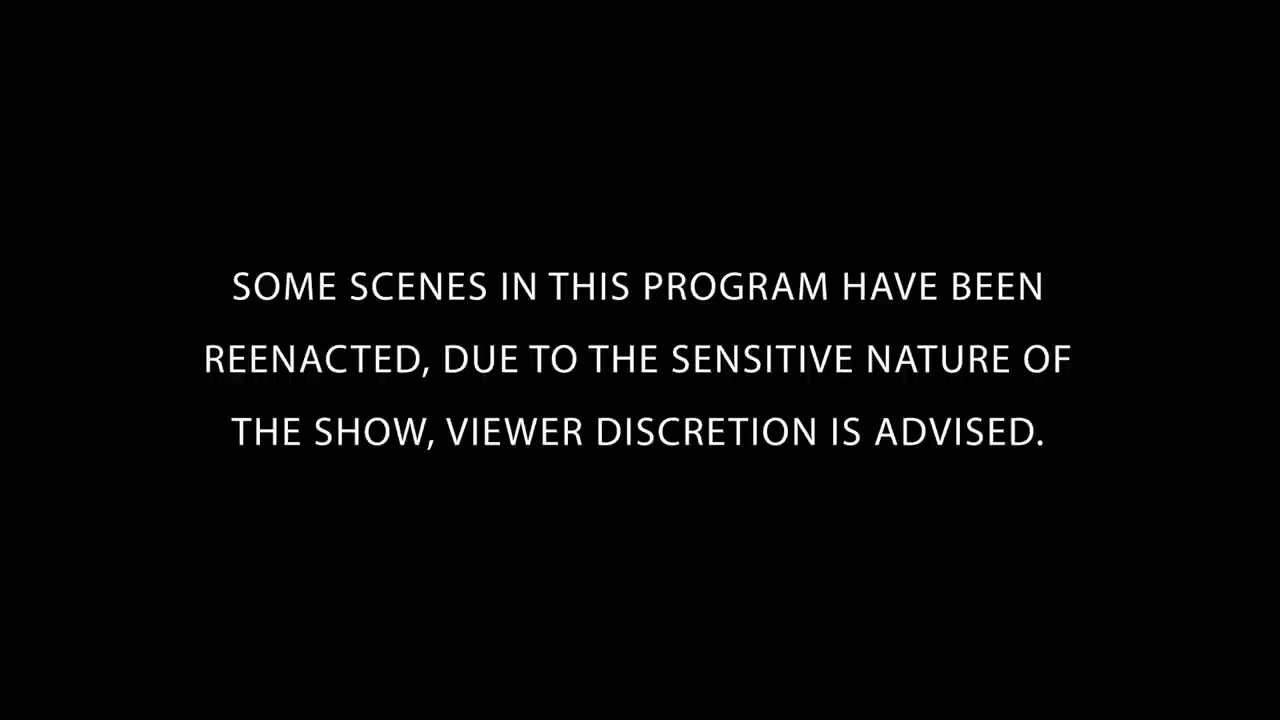 SOME SCENES IN THIS PROGRAM HAVE BEEN
REENACTED, DUE TO THE SENSITIVE NATURE OF
THE SHOW, VIEWER DISCRETION IS ADVISED.